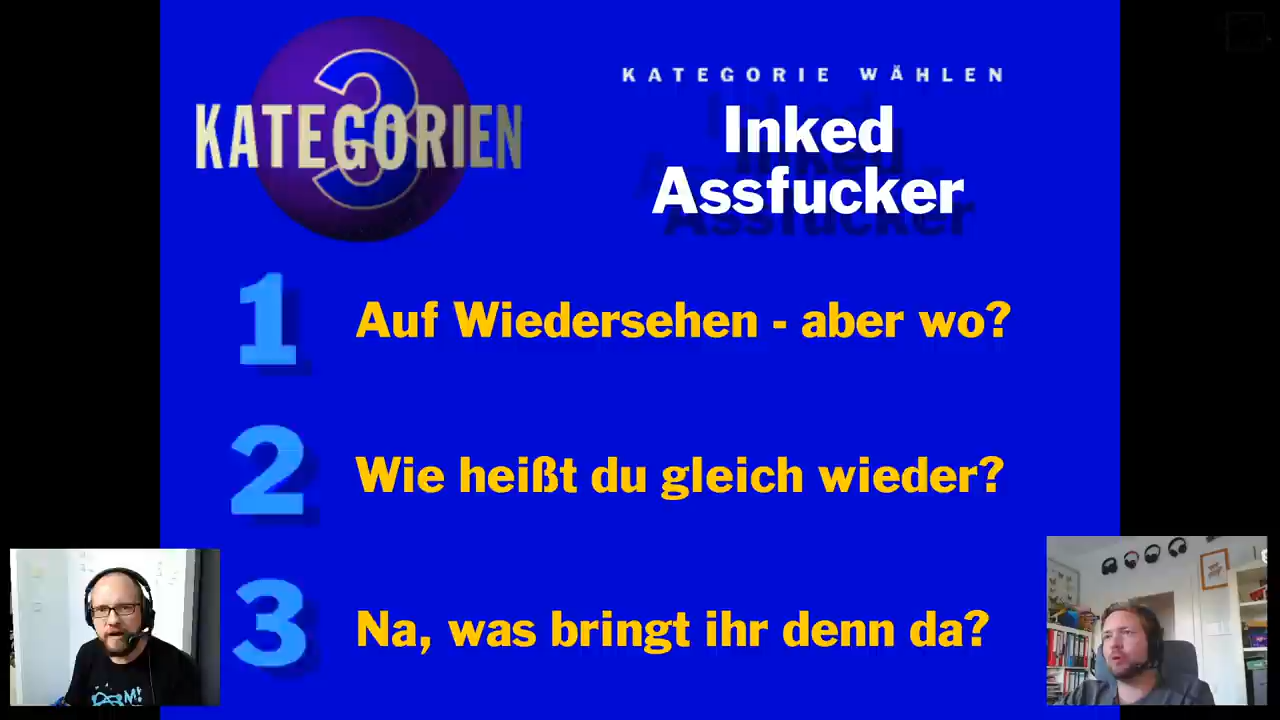 3
KATEGORIEN
KATEGORIE WÄHLEN
Inked
Assfucker
1 Auf Wiedersehen - aber wo?
2 Wie heißt du gleich wieder?
3 Na, was bringt ihr denn da?